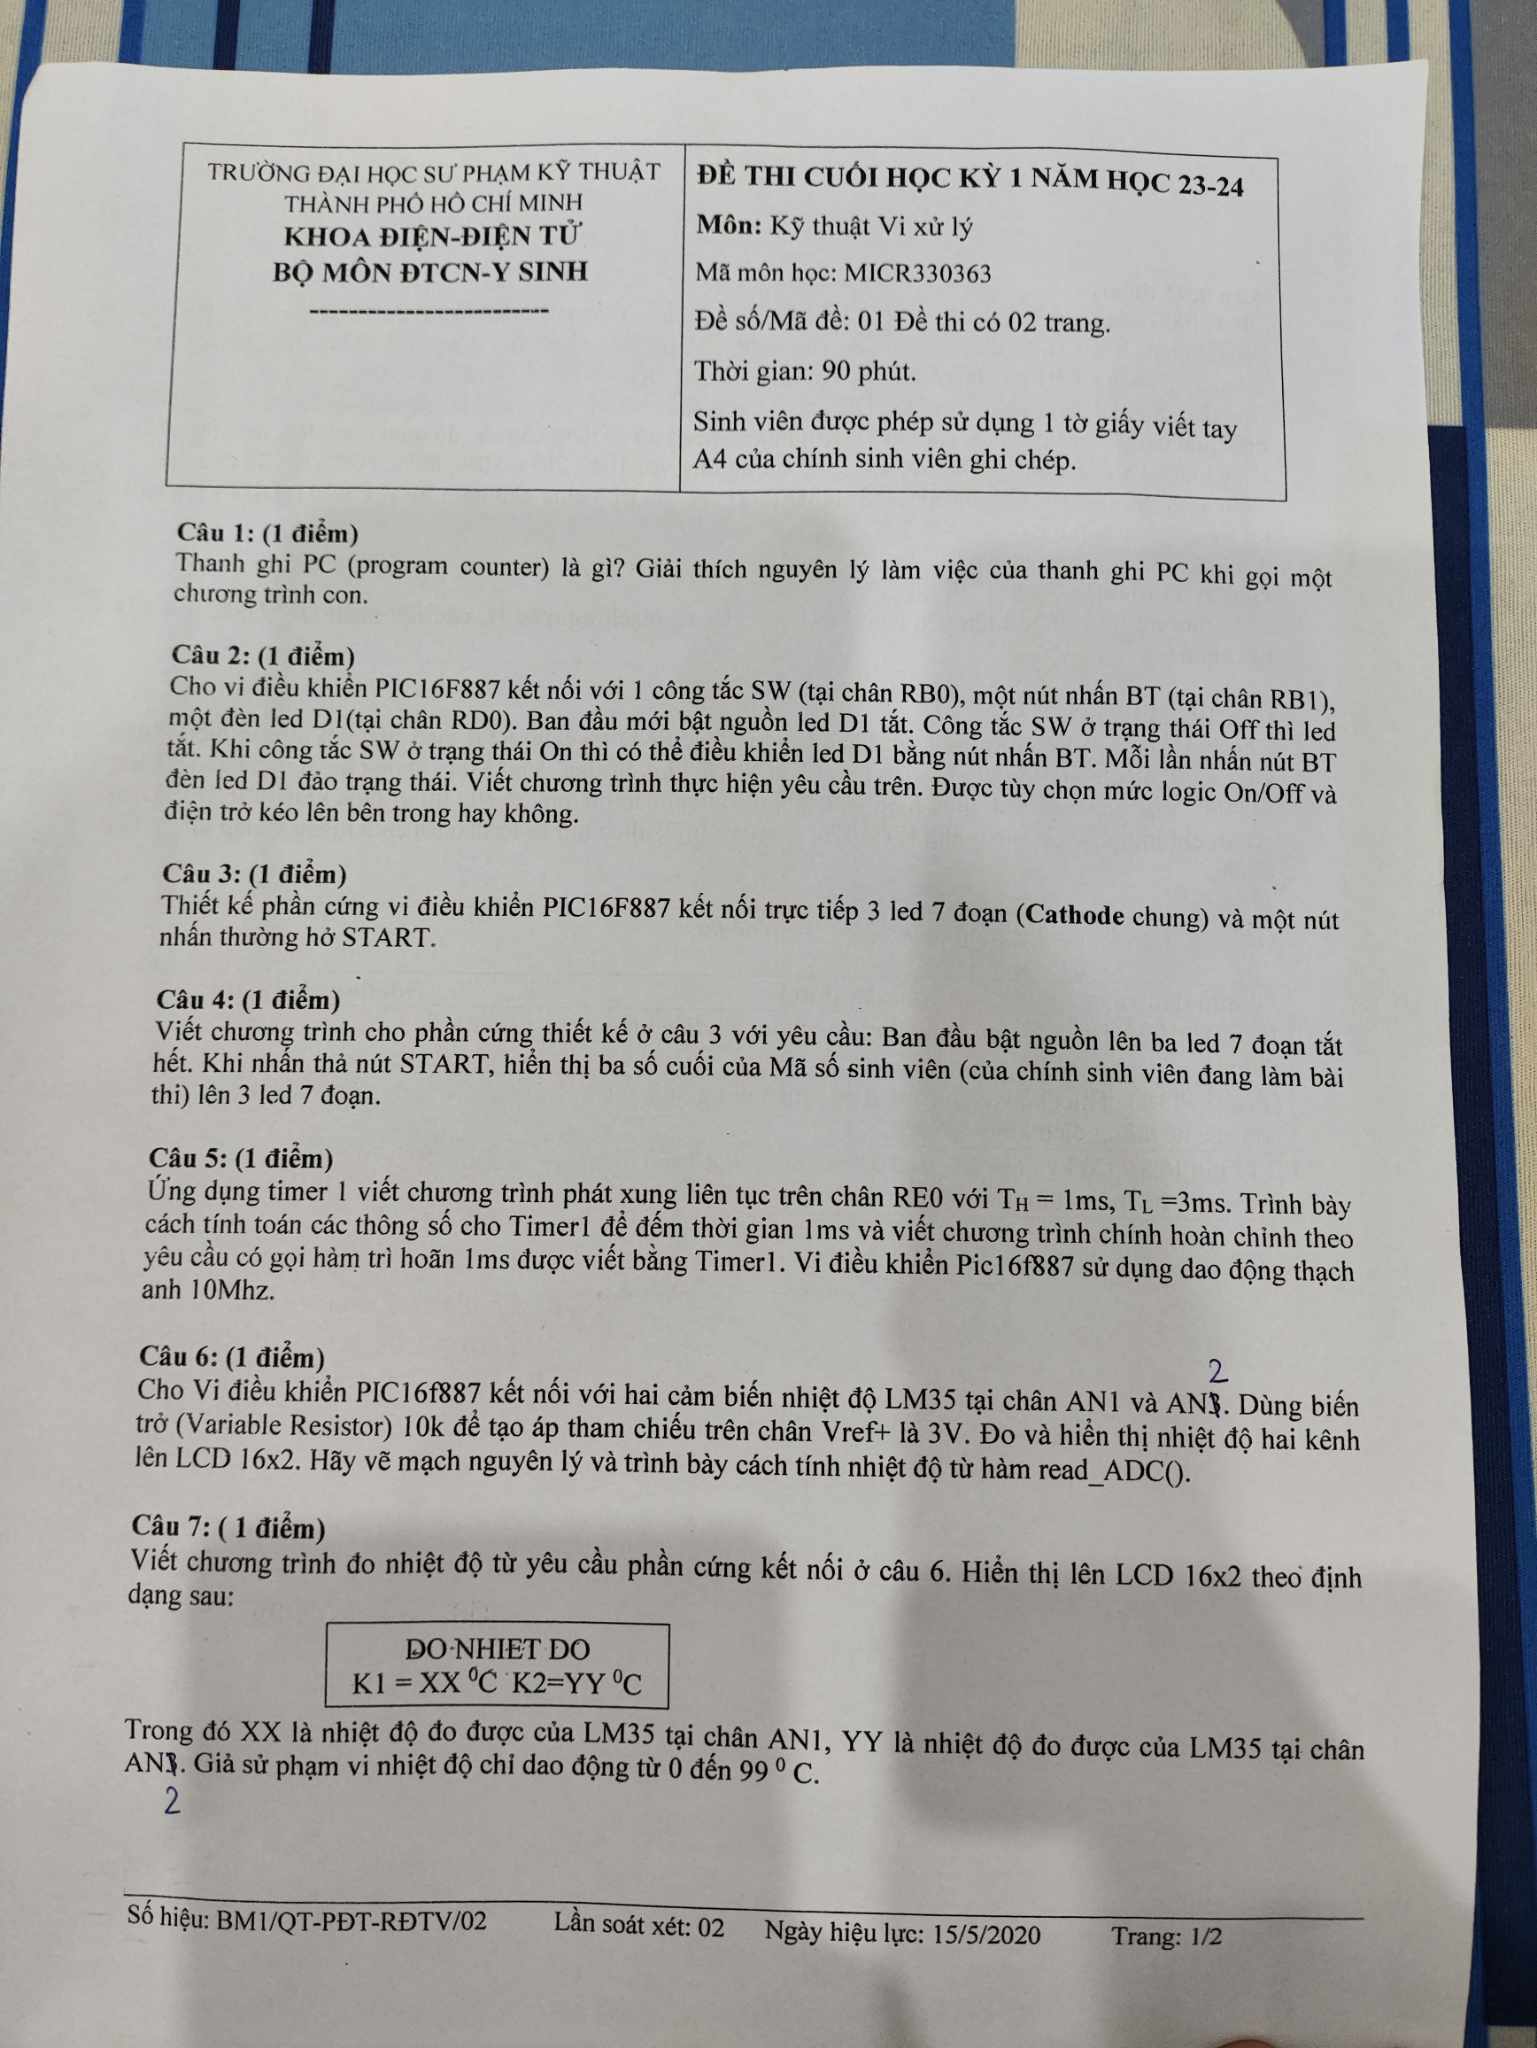 TRƯỜNG ĐẠI HỌC SƯ PHẠM KỸ THUẬT
THÀNH PHỐ HỒ CHÍ MINH
KHOA ĐIỆN-ĐIỆN TỬ
BỘ MÔN ĐTCN-Y SINH
-------------------------
ĐỀ THI CUỐI HỌC KỲ 1 NĂM HỌC 23-24
Môn: Kỹ thuật Vi xử lý
Mã môn học: MICR330363
Đề số/Mã đề: 01 Đề thi có 02 trang.
Thời gian: 90 phút.
Sinh viên được phép sử dụng 1 tờ giấy viết tay
A4 của chính sinh viên ghi chép.
Câu 1: (1 điểm)
Thanh ghi PC (program counter) là gì? Giải thích nguyên lý làm việc của thanh ghi PC khi gọi một
chương trình con.
Câu 2: (1 điểm)
Cho vi điều khiển PIC16F887 kết nối với 1 công tắc SW (tại chân RB0), một nút nhấn BT (tại chân RB1),
một đèn led D1(tại chân RD0). Ban đầu mới bật nguồn led D1 tắt. Công tắc SW ở trạng thái Off thì led
tắt. Khi công tắc SW ở trạng thái On thì có thể điều khiển led D1 bằng nút nhấn BT. Mỗi lần nhấn nút BT
đèn led D1 đảo trạng thái. Viết chương trình thực hiện yêu cầu trên. Được tùy chọn mức logic On/Off và
điện trở kéo lên bên trong hay không.
Câu 3: (1 điểm)
Thiết kế phần cứng vi điều khiển PIC16F887 kết nối trực tiếp 3 led 7 đoạn (Cathode chung) và một nút
nhấn thường hở START.
Câu 4: (1 điểm)
Viết chương trình cho phần cứng thiết kế ở câu 3 với yêu cầu: Ban đầu bật nguồn lên ba led 7 đoạn tắt
hết. Khi nhấn thả nút START, hiển thị ba số cuối của Mã số sinh viên (của chính sinh viên đang làm bài
thi) lên 3 led 7 đoạn.
Câu 5: (1 điểm)
Ứng dụng timer 1 viết chương trình phát xung liên tục trên chân RE0 với TH = 1ms, TL =3ms. Trình bày
cách tính toán các thông số cho Timer1 để đếm thời gian 1ms và viết chương trình chính hoàn chỉnh theo
yêu cầu có gọi hàm trì hoãn 1ms được viết bằng Timer1. Vi điều khiển Pic16f887 sử dụng dao động thạch
anh 10Mhz.
Câu 6: (1 điểm)
2
Cho Vi điều khiển PIC16f887 kết nối với hai cảm biến nhiệt độ LM35 tại chân AN1 và AN3. Dùng biến
trở (Variable Resistor) 10k để tạo áp tham chiếu trên chân Vref+ là 3V. Đo và hiển thị nhiệt độ hai kênh
lên LCD 16x2. Hãy vẽ mạch nguyên lý và trình bày cách tính nhiệt độ từ hàm read_ADC().
Câu 7: ( 1 điểm)
Viết chương trình đo nhiệt độ từ yêu cầu phần cứng kết nối ở câu 6. Hiển thị lên LCD 16x2 theo định
dạng sau:
DO NHIET DO
K1 = XX ⁰C K2=YY ⁰C
Trong đó XX là nhiệt độ đo được của LM35 tại chân AN1, YY là nhiệt độ đo được của LM35 tại chân
AN3. Giả sử phạm vi nhiệt độ chỉ dao động từ 0 đến 99 ⁰ C.
2
Số hiệu: BM1/QT-PĐT-RĐTV/02 Lần soát xét: 02 Ngày hiệu lực: 15/5/2020 Trang: 1/2